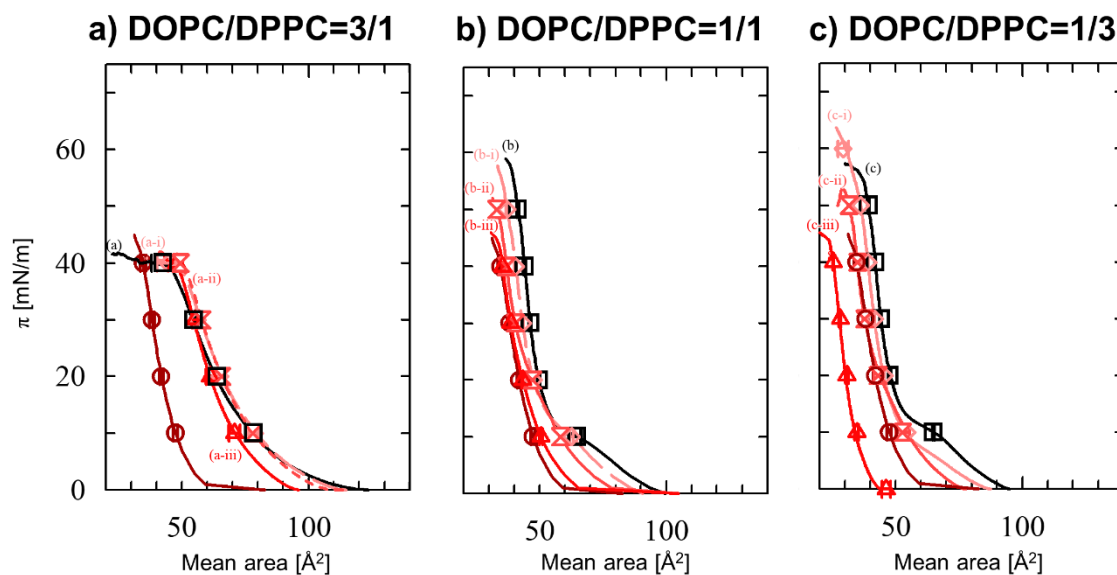 a) DOPC/DPPC=3/1
b) DOPC/DPPC=1/1
c) DOPC/DPPC=1/3
π [mN/m]
60
40
20
0
(a)
(a-i)
(a-ii)
(a-iii)
50
100
Mean area [Å²]
(b-i)
(b)
(b-ii)
(b-iii)
50
100
Mean area [Å²]
(c-i)
(c)
(c-ii)
(c-iii)
50
100
Mean area [Å²]